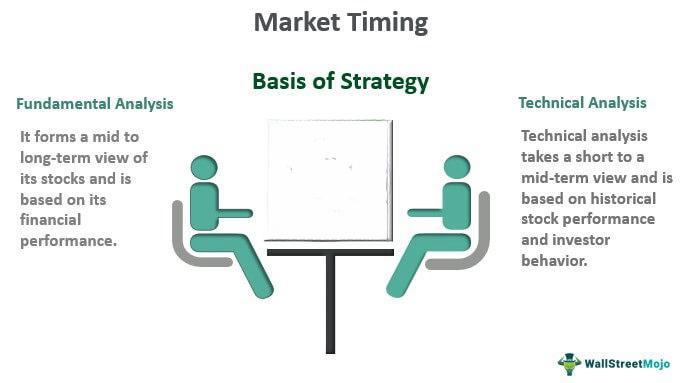 Market Timing
Basis of Strategy
Fundamental Analysis
It forms a mid to
long-term view of
its stocks and is
based on its
financial
performance.
Technical Analysis
Technical analysis
takes a short to a
mid-term view and is
based on historical
stock performance
and investor
behavior.
WallStreetMojo